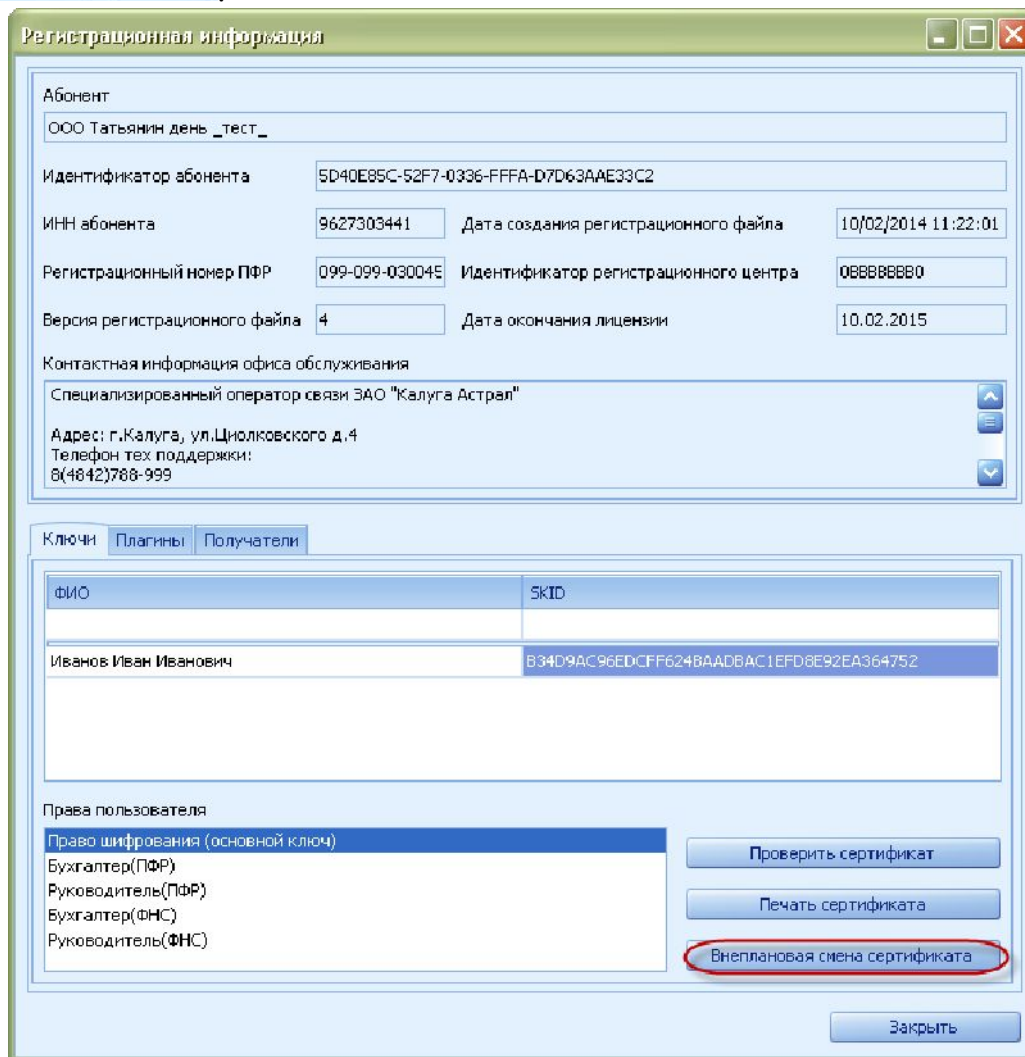 Регистрационная информация
Абонент
ООО Татьянин день _тест_
Идентификатор абонента 5D40E85C-52F7-0336-FFFA-D7D63AAE33C2
ИНН абонента 9627303441 Дата создания регистрационного файла 10/02/2014 11:22:01
Регистрационный номер ПФР 099-099-030045 Идентификатор регистрационного центра 0BBBBBBB0
Версия регистрационного файла 4 Дата окончания лицензии 10.02.2015
Контактная информация офиса обслуживания
Специализированный оператор связи ЗАО "Калуга Астрал"
Адрес: г.Калуга, ул.Циолковского д.4
Телефон тех поддержки:
8(4842)788-999
Ключи Плагины Получатели
ФИО SKID
Иванов Иван Иванович B34D9AC96EDCFF624BAADBAC1EFD8E92EA364752
Права пользователя
Право шифрования (основной ключ)
Бухгалтер(ПФР)
Руководитель(ПФР)
Бухгалтер(ФНС)
Руководитель(ФНС)
Проверить сертификат
Печать сертификата
Внеплановая смена сертификата
Закрыть